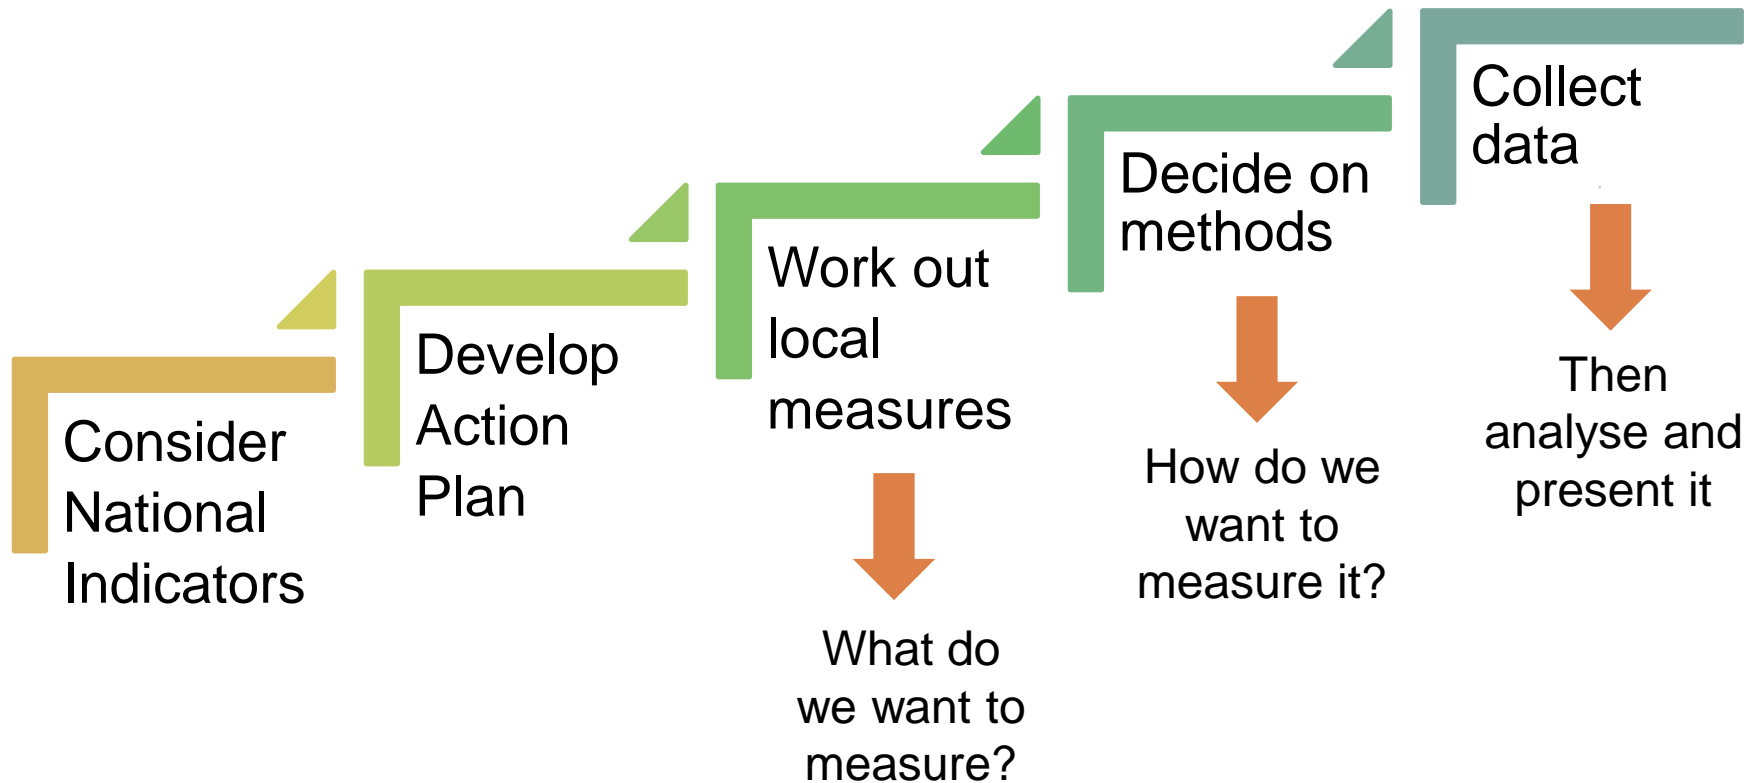 Consider
National
Indicators
Develop
Action
Plan
Work out
local
measures
What do
we want to
measure?
Decide on
methods
How do we
want to
measure it?
Collect
data
Then
analyse and
present it